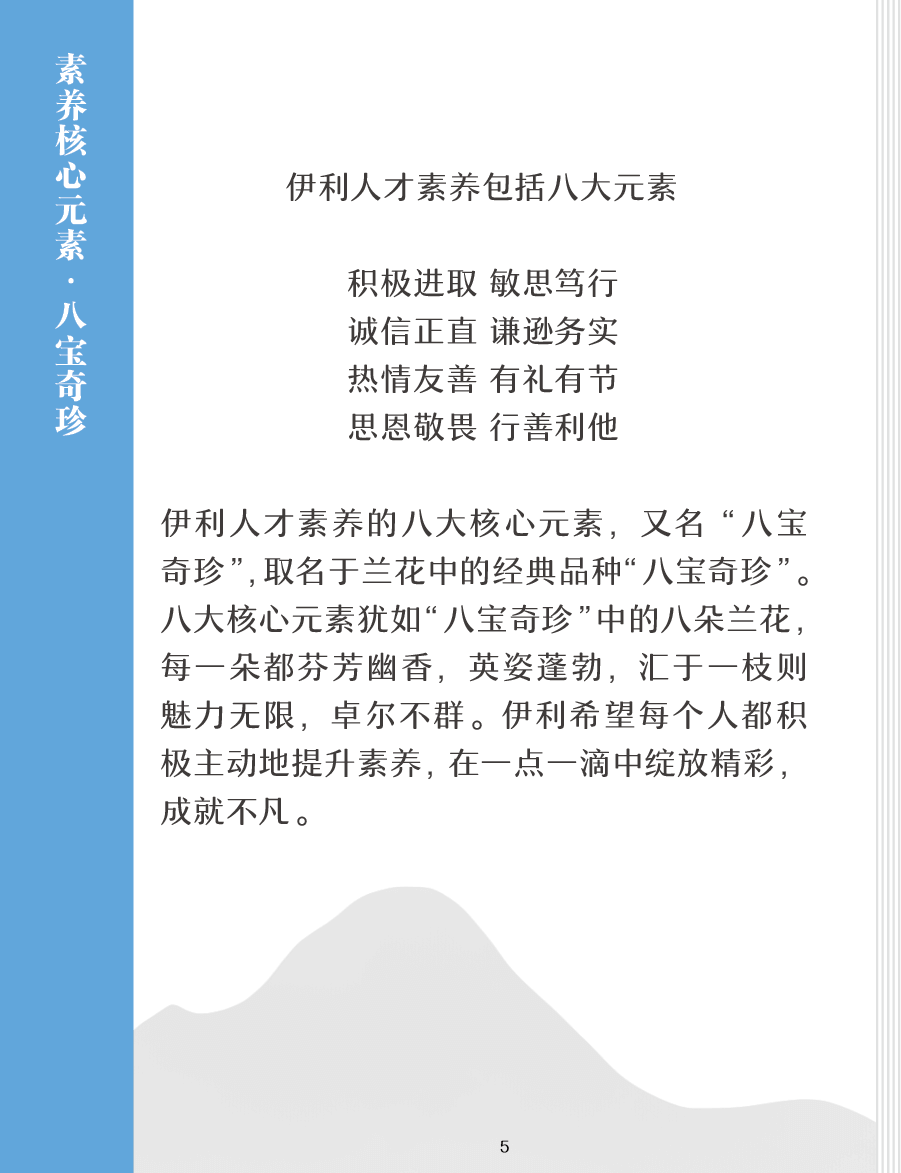 素养核心元素·八宝奇珍
伊利人才素养包括八大元素
积极进取 敏思笃行
诚信正直 谦逊务实
热情友善 有礼有节
思恩敬畏 行善利他
伊利人才素养的八大核心元素，又名“八宝
奇珍”，取名于兰花中的经典品种“八宝奇珍”。
八大核心元素犹如“八宝奇珍”中的八朵兰花，
每一朵都芬芳幽香，英姿蓬勃，汇于一枝则
魅力无限，卓尔不群。伊利希望每个人都积
极主动地提升素养，在一点一滴中绽放精彩，
成就不凡。
5